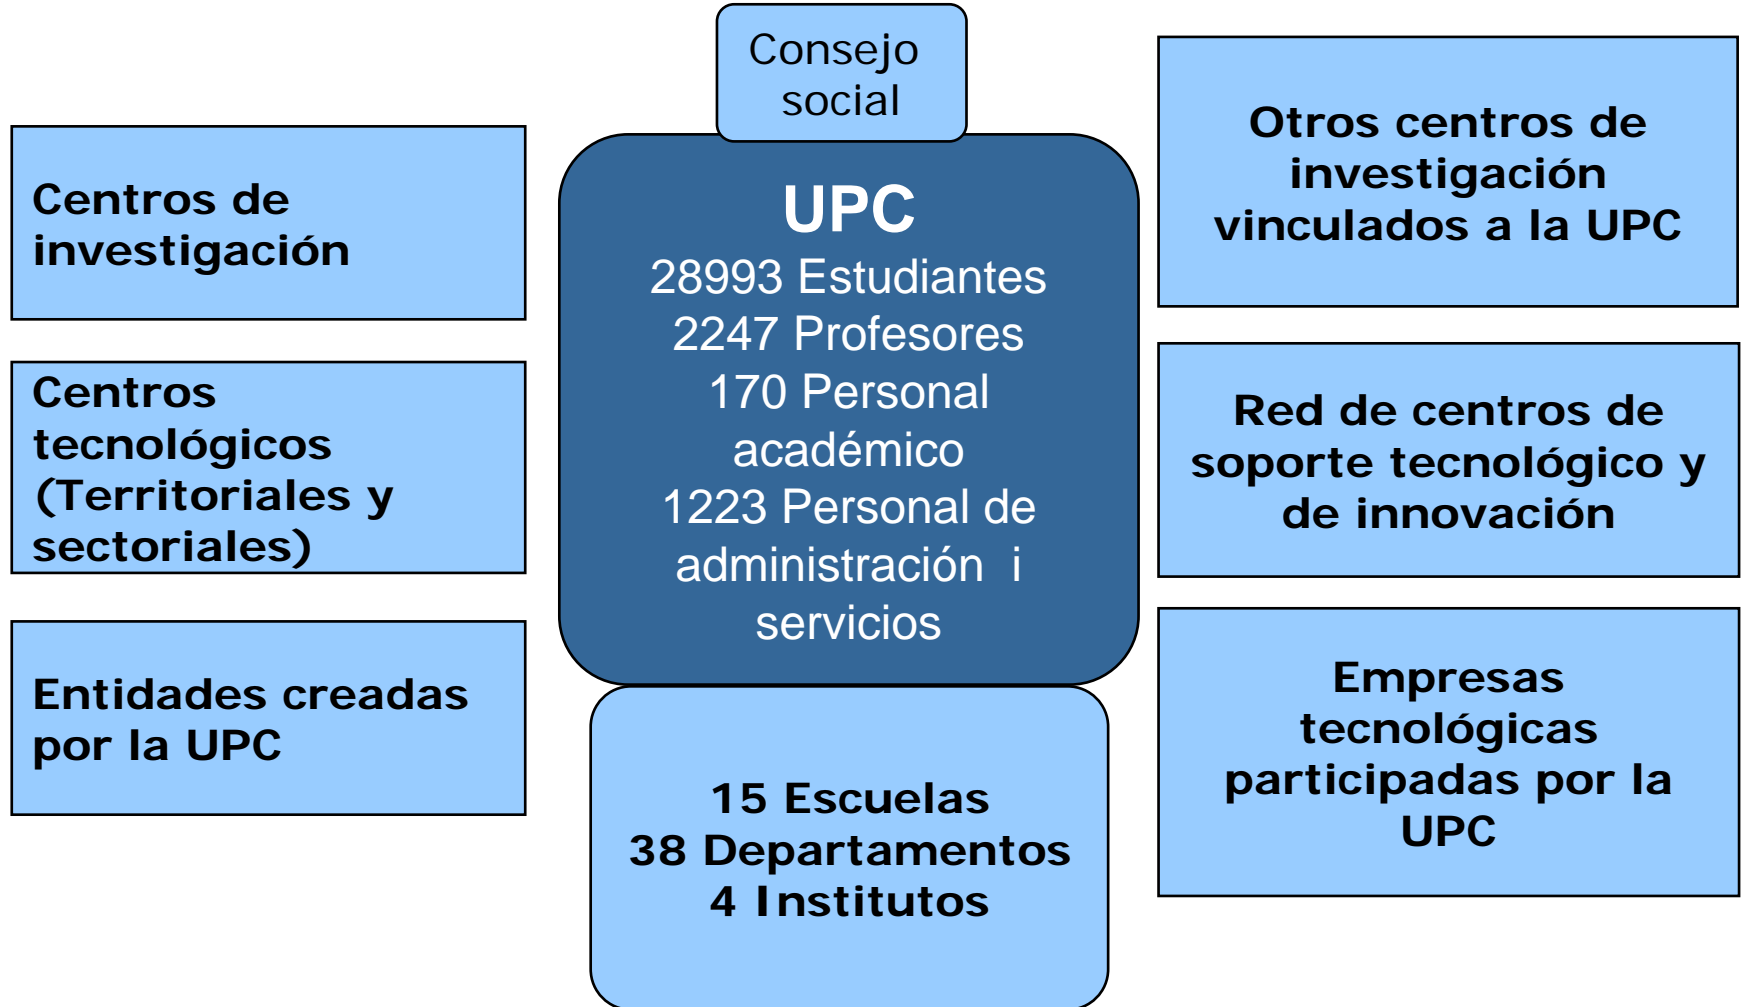 Consejo
social
Centros de
investigación
Centros
tecnológicos
(Territoriales y
sectoriales)
Entidades creadas
por la UPC
UPC
28993 Estudiantes
2247 Profesores
170 Personal
académico
1223 Personal de
administración i
servicios
15 Escuelas
38 Departamentos
4 Institutos
Otros centros de
investigación
vinculados a la UPC
Red de centros de
soporte tecnológico y
de innovación
Empresas
tecnológicas
participadas por la
UPC